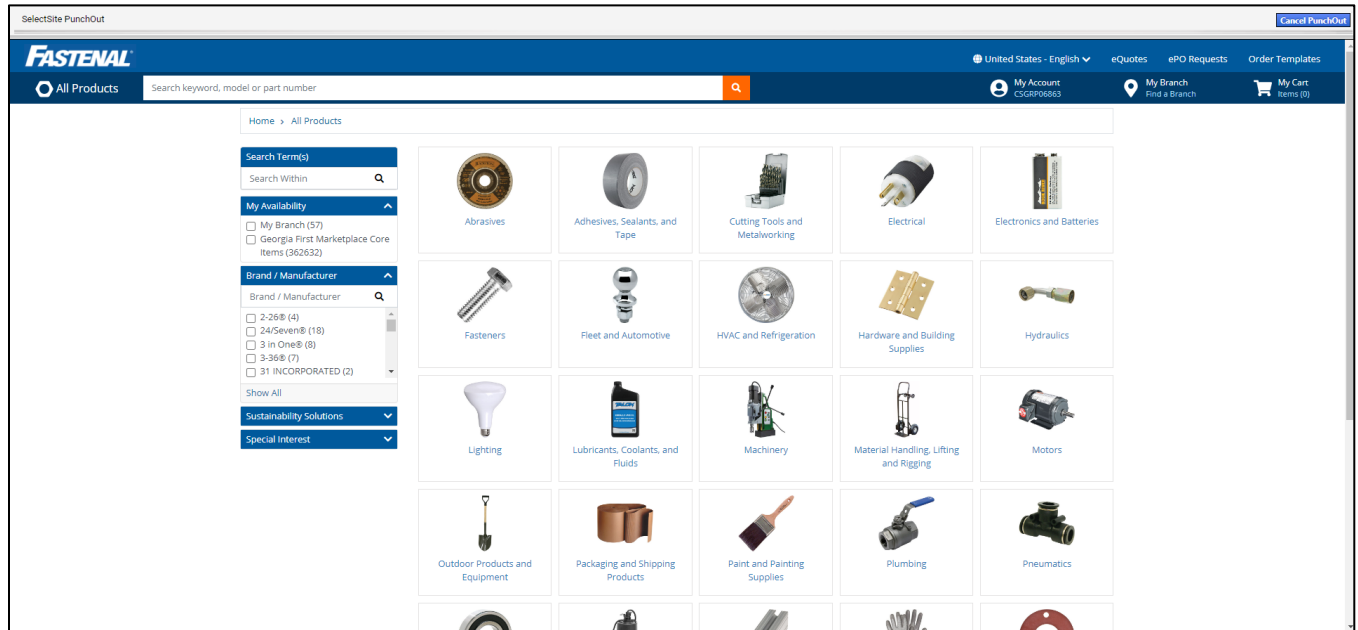 SelectSite PunchOut
Cancel PunchOut
FASTENAL
United States - English
eQuotes
ePO Requests
Order Templates
All Products
Search keyword, model or part number
My Account
CSGRP06863
My Branch
Find a Branch
My Cart
Items (0)
Home > All Products
Search Term(s)
Search Within
My Availability
My Branch (57)
Georgia First Marketplace Core
Items (362632)
Brand / Manufacturer
Brand / Manufacturer
2-26® (4)
24/Seven® (18)
3 in One® (8)
3-36® (7)
31 INCORPORATED (2)
Show All
Sustainability Solutions
Special Interest
Abrasives
Adhesives, Sealants, and
Tape
Cutting Tools and
Metalworking
Electrical
Electronics and Batteries
Fasteners
Fleet and Automotive
HVAC and Refrigeration
Hardware and Building
Supplies
Hydraulics
Lighting
Lubricants, Coolants, and
Fluids
Machinery
Material Handling, Lifting
and Rigging
Motors
Outdoor Products and
Equipment
Packaging and Shipping
Products
Paint and Painting
Supplies
Plumbing
Pneumatics